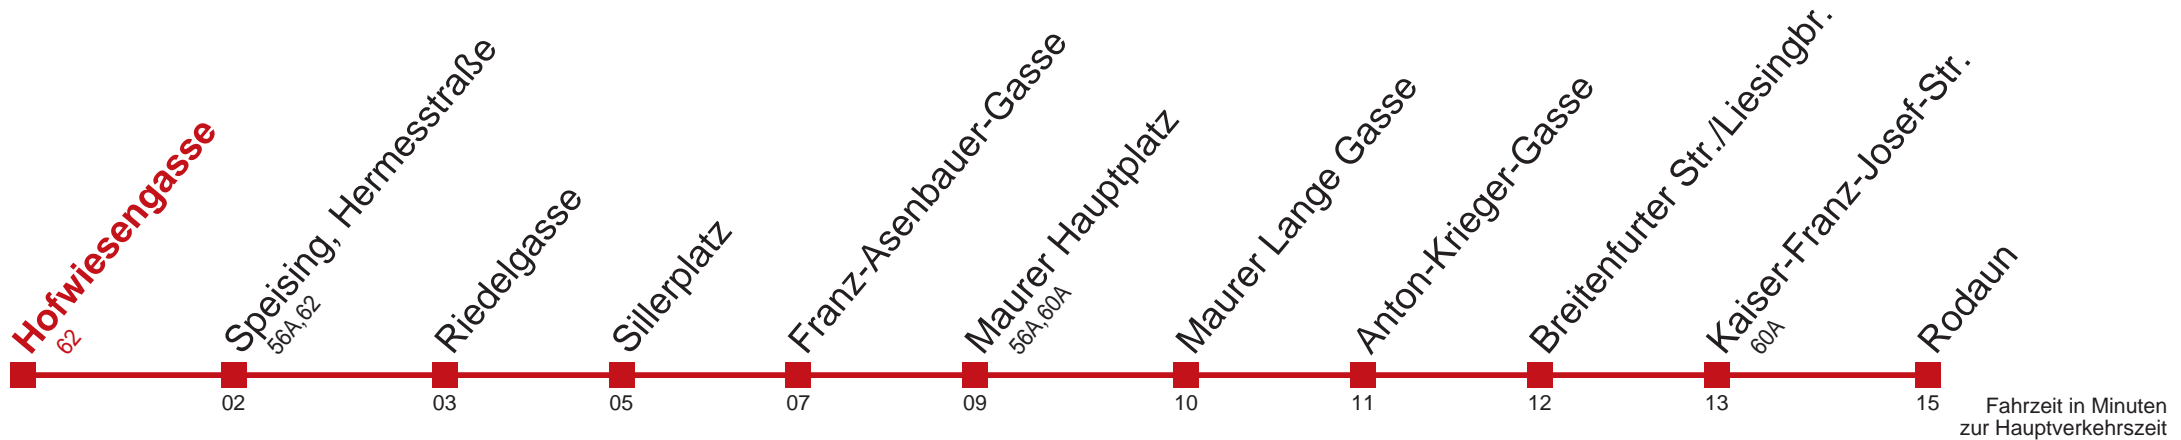 Hofwiesengasse
62
Speising, Hermesstraße
56A, 62
Riedelgasse
Sillerplatz
Franz-Asenbauer-Gasse
Maurer Hauptplatz
56A, 60A
Maurer Lange Gasse
Anton-Krieger-Gasse
Breitenfurter Str./Liesingbr.
Kaiser-Franz-Josef-Str.
60A
Rodaun
02
03
05
07
09
10
11
12
13
15
Fahrzeit in Minuten
zur Hauptverkehrszeit